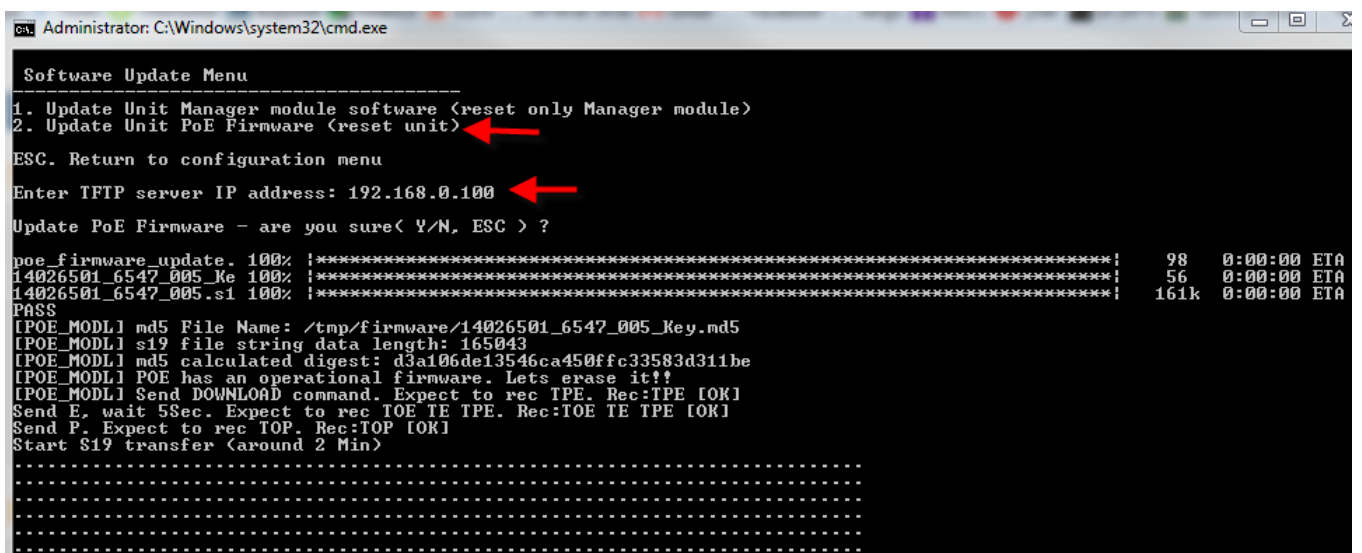 Administrator: C:\Windows\system32\cmd.exe
Software Update Menu
----------------------------------------
1. Update Unit Manager module software (reset only Manager module)
2. Update Unit PoE Firmware (reset unit)
ESC. Return to configuration menu
Enter TFTP server IP address: 192.168.0.100
Update PoE Firmware - are you sure( Y/N, ESC ) ?
poe_firmware_update. 100% |***********************************************************************| 98 0:00:00 ETA
14026501_6547_005_Ke 100% |***********************************************************************| 56 0:00:00 ETA
14026501_6547_005.s1 100% |***********************************************************************| 161k 0:00:00 ETA
PASS
[POE_MODL] md5 File Name: /tmp/firmware/14026501_6547_005_Key.md5
[POE_MODL] s19 file string data length: 165043
[POE_MODL] md5 calculated digest: d3a106de13546ca450ffc33583d311be
[POE_MODL] POE has an operational firmware. Lets erase it!!
[POE_MODL] Send DOWNLOAD command. Expect to rec TPE. Rec:TPE [OK]
Send E, wait 5Sec. Expect to rec TOE TE TPE. Rec:TOE TE TPE [OK]
Send P. Expect to rec TOP. Rec:TOP [OK]
Start S19 transfer (around 2 Min)
............................................................................
............................................................................
............................................................................
............................................................................
............................................................................
............................................................................